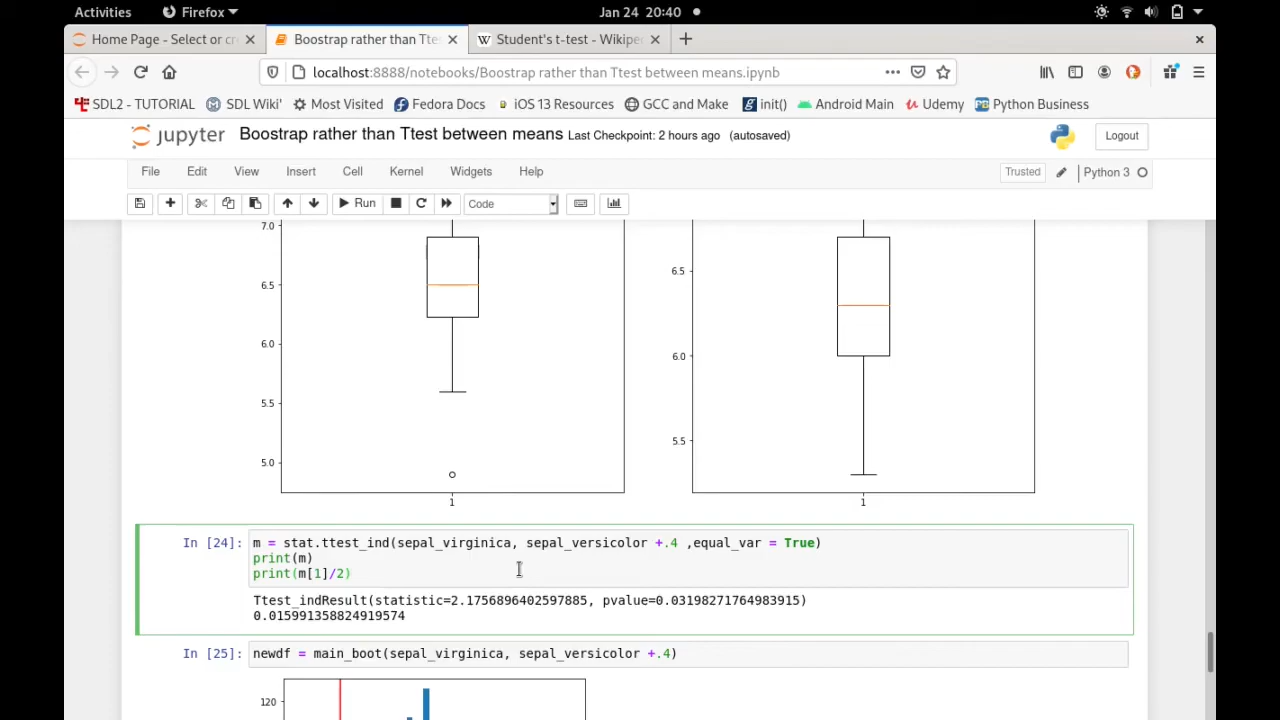 Activities Firefox Jan 24 20:40
Home Page - Select or cr Boostrap rather than Tte Student's t-test - Wikipe
localhost:8888/notebooks/Boostrap rather than Ttest between means.ipynb
SDL2 - TUTORIAL SDL Wiki' Most Visited Fedora Docs iOS 13 Resources GCC and Make init() Android Main Udemy Python Business
jupyter Boostrap rather than Ttest between means Last Checkpoint: 2 hours ago (autosaved) Logout
File Edit View Insert Cell Kernel Widgets Help Trusted Python 3
Run Code
7.0
6.5
6.0
5.5
5.0
1
6.5
6.0
5.5
1
In [24]: m = stat.ttest_ind(sepal_virginica, sepal_versicolor +.4 ,equal_var = True)
print(m)
print(m[1]/2)
Ttest_indResult(statistic=2.1756896402597885, pvalue=0.03198271764983915)
0.015991358824919574
In [25]: newdf = main_boot(sepal_virginica, sepal_versicolor +.4)
120